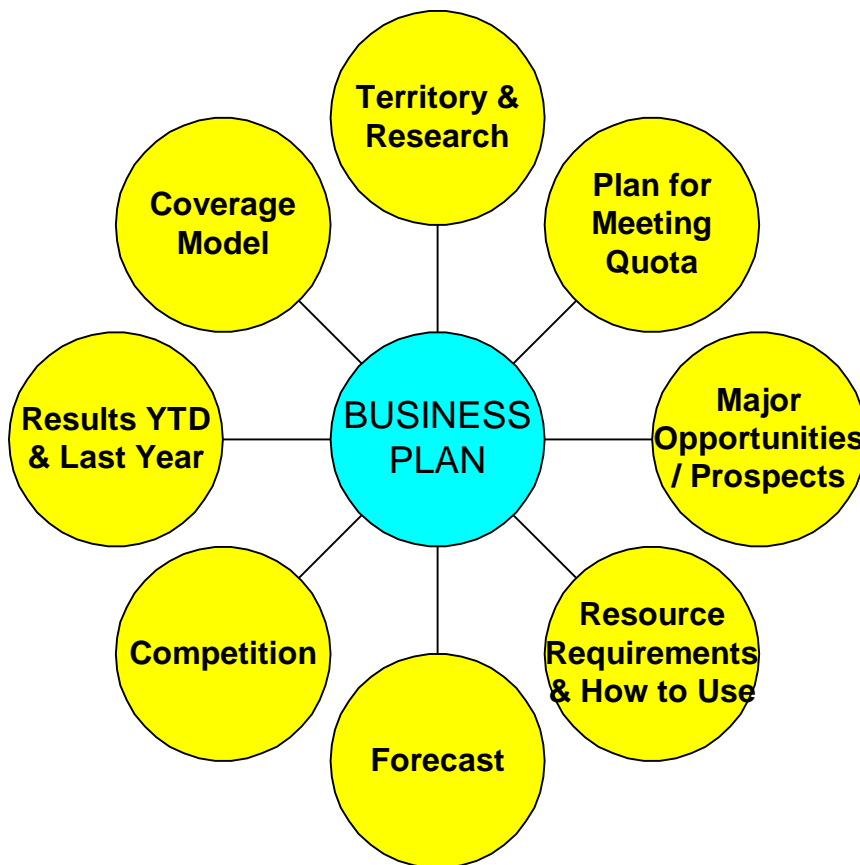 Territory &
Research
Plan for
Meeting
Quota
Coverage
Model
Major
Opportunities
/ Prospects
BUSINESS
PLAN
Results YTD
& Last Year
Resource
Requirements
& How to Use
Competition
Forecast